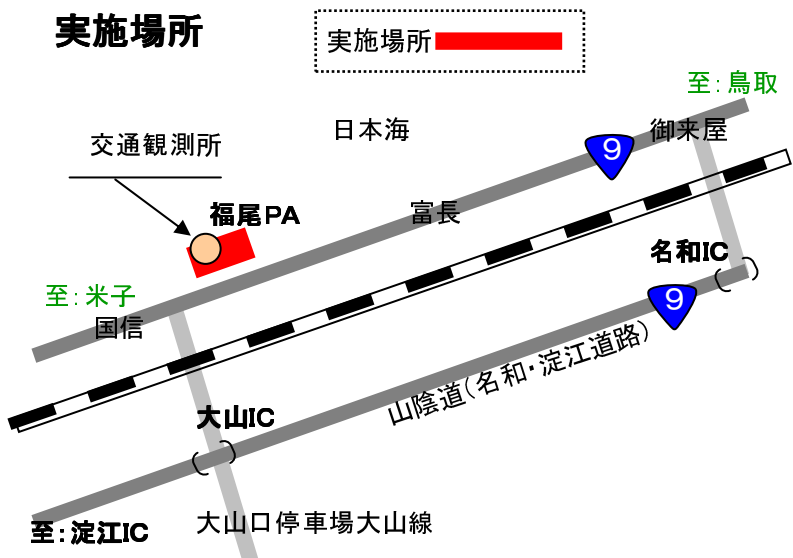 実施場所
実施場所
至：鳥取
日本海
9
御来屋
交通観測所
福尾PA
富長
名和IC
至：米子
9
国信
山陰道（名和・淀江道路）
大山IC
至：淀江IC
大山口停車場大山線